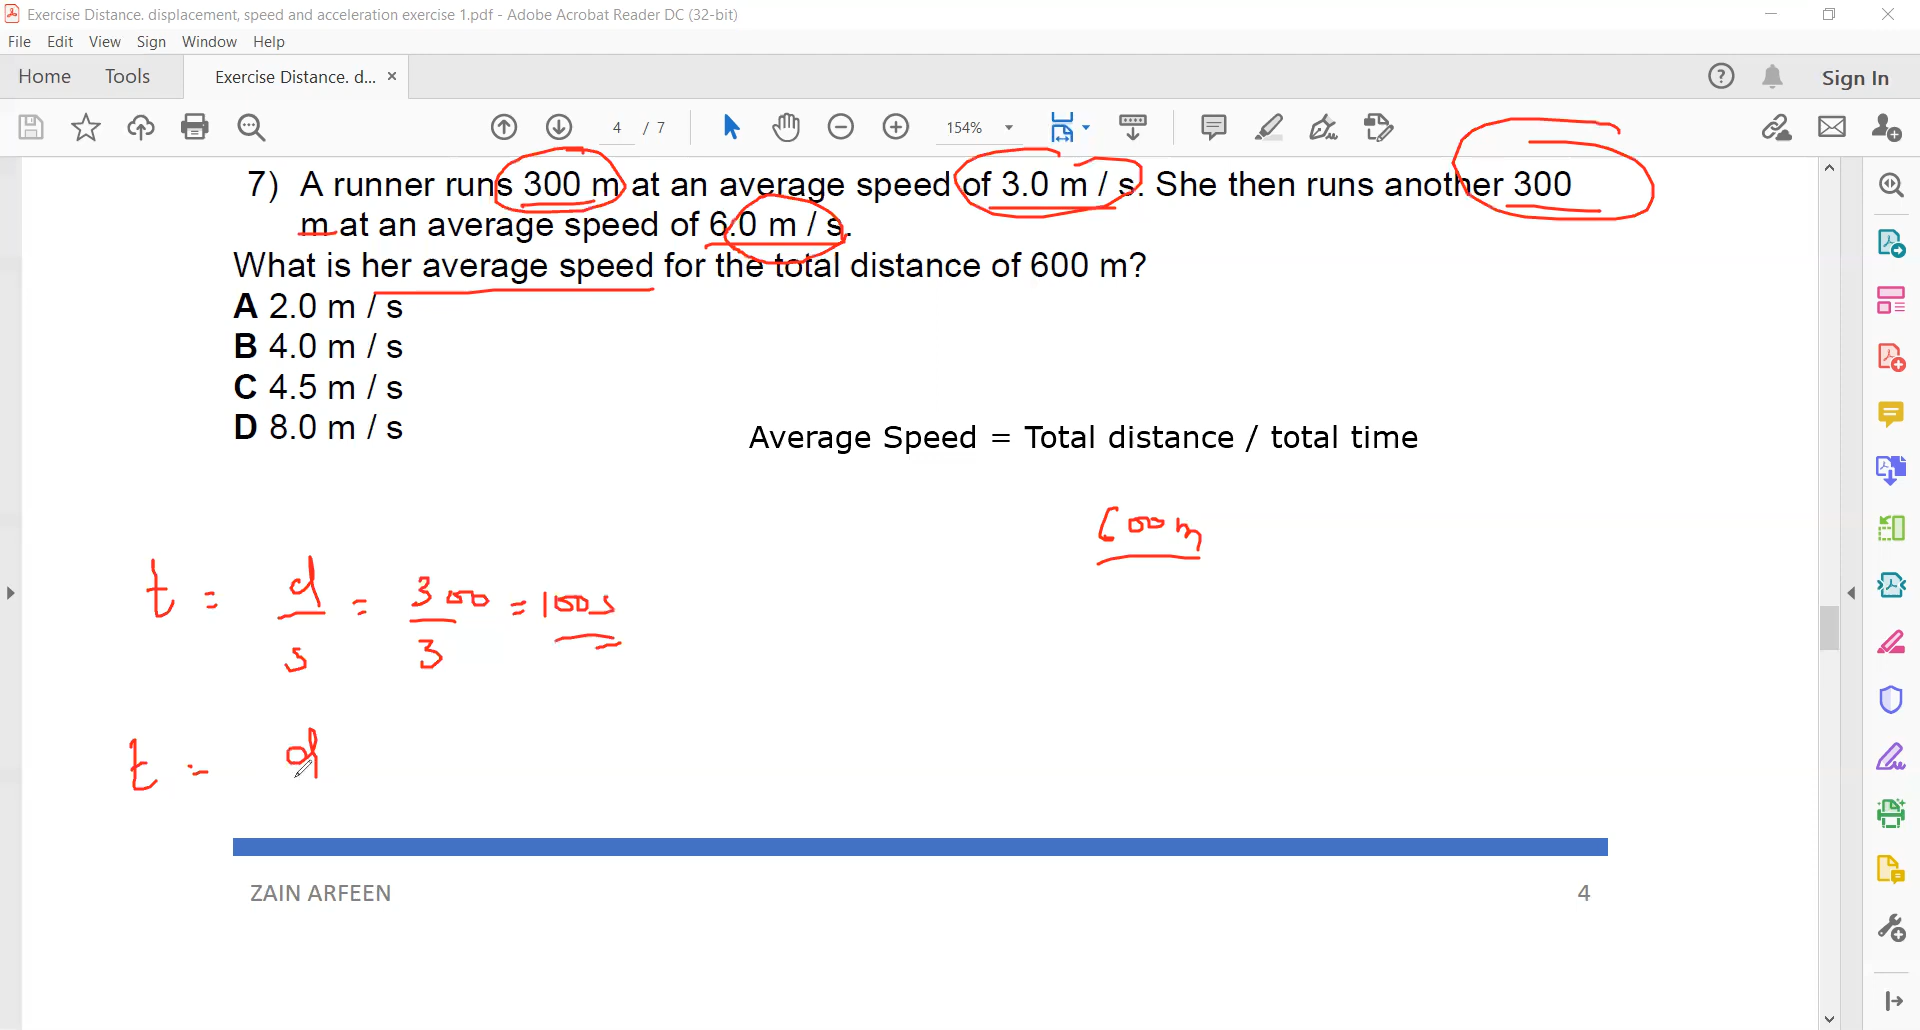 Exercise Distance. displacement, speed and acceleration exercise 1.pdf - Adobe Acrobat Reader DC (32-bit)
File Edit View Sign Window Help
Home Tools Exercise Distance. d... × Sign In
4 / 7 154%
7) A runner runs 300 m at an average speed of 3.0 m / s. She then runs another 300
m at an average speed of 6.0 m / s.
What is her average speed for the total distance of 600 m?
A 2.0 m / s
B 4.0 m / s
C 4.5 m / s
D 8.0 m / s
Average Speed = Total distance / total time
600 m
t = d/s = 300/3 = 100s
t = d
ZAIN ARFEEN 4